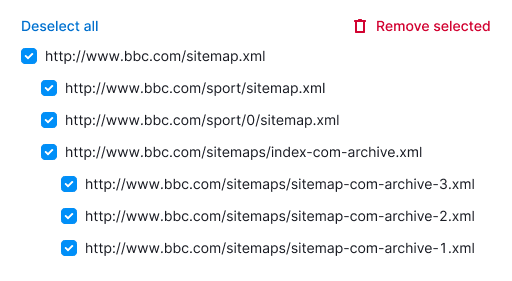 Deselect all Remove selected
http://www.bbc.com/sitemap.xml
http://www.bbc.com/sport/sitemap.xml
http://www.bbc.com/sport/0/sitemap.xml
http://www.bbc.com/sitemaps/index-com-archive.xml
http://www.bbc.com/sitemaps/sitemap-com-archive-3.xml
http://www.bbc.com/sitemaps/sitemap-com-archive-2.xml
http://www.bbc.com/sitemaps/sitemap-com-archive-1.xml